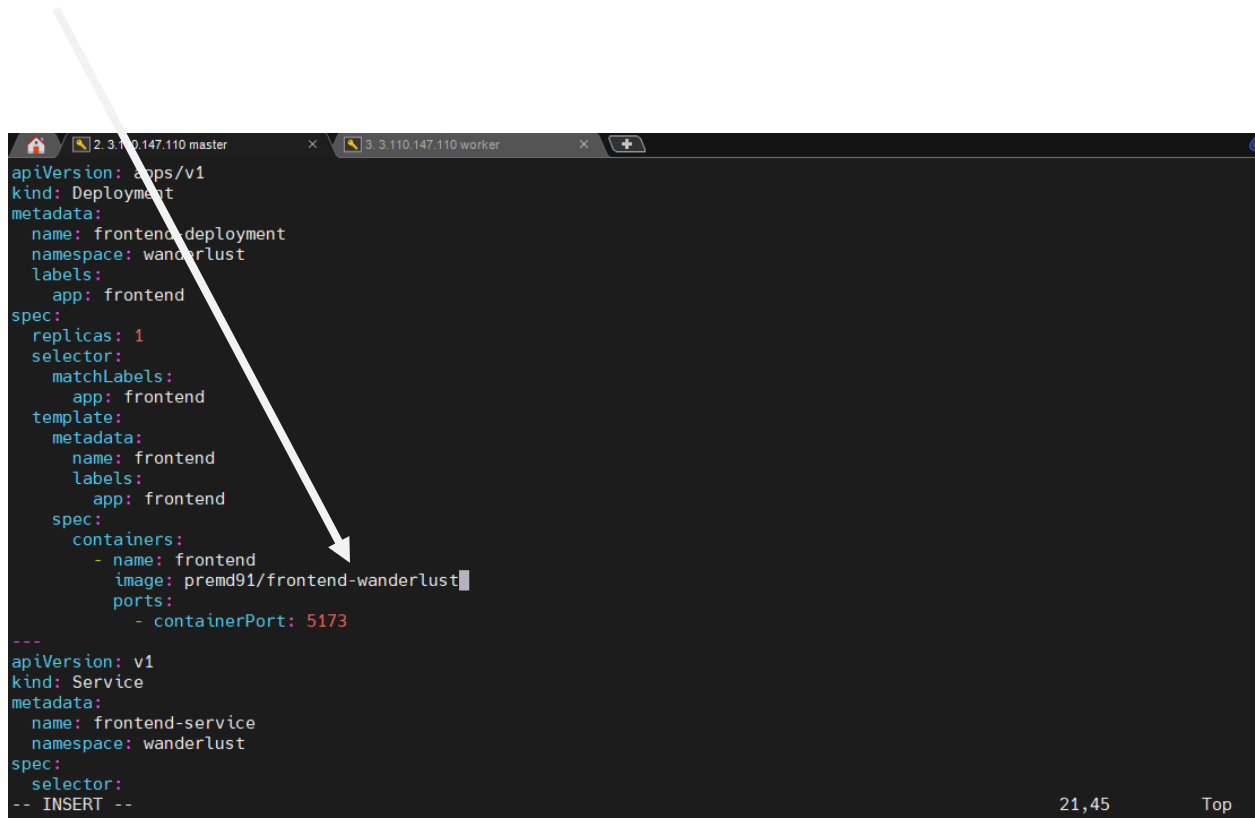 2. 3.110.147.110 master
3. 3.110.147.110 worker
apiVersion: apps/v1
kind: Deployment
metadata:
  name: frontend-deployment
  namespace: wanderlust
  labels:
    app: frontend
spec:
  replicas: 1
  selector:
    matchLabels:
      app: frontend
  template:
    metadata:
      name: frontend
      labels:
        app: frontend
    spec:
      containers:
        - name: frontend
          image: premd91/frontend-wanderlust
          ports:
            - containerPort: 5173
---
apiVersion: v1
kind: Service
metadata:
  name: frontend-service
  namespace: wanderlust
spec:
  selector:
-- INSERT -- 21,45 Top